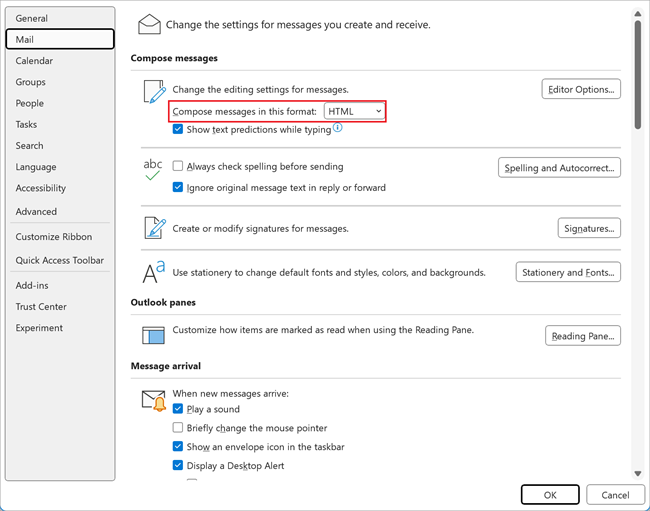 General
Mail
Calendar
Groups
People
Tasks
Search
Language
Accessibility
Advanced
Customize Ribbon
Quick Access Toolbar
Add-ins
Trust Center
Experiment
Change the settings for messages you create and receive.
Compose messages
Change the editing settings for messages.
Editor Options...
Compose messages in this format: HTML
Show text predictions while typing
abc
Always check spelling before sending
Spelling and Autocorrect...
Ignore original message text in reply or forward
Create or modify signatures for messages.
Signatures...
Use stationery to change default fonts and styles, colors, and backgrounds.
Stationery and Fonts...
Outlook panes
Customize how items are marked as read when using the Reading Pane.
Reading Pane...
Message arrival
When new messages arrive:
Play a sound
Briefly change the mouse pointer
Show an envelope icon in the taskbar
Display a Desktop Alert
OK
Cancel